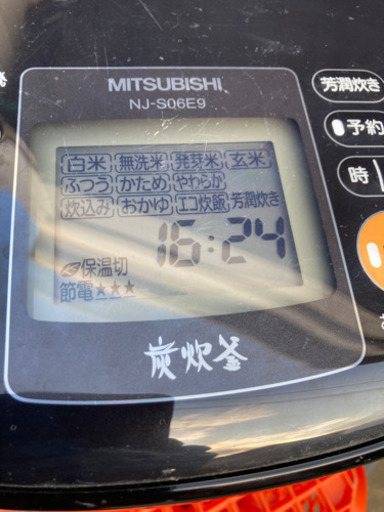 MITSUBISHI
NJ-S06E9
芳潤炊き
予約
時
白米 無洗米 発芽米 玄米
ふつう かため やわらか
炊込み おかゆ エコ炊飯 芳潤炊き
16:24
保温切
節電★★★
炭炊釜